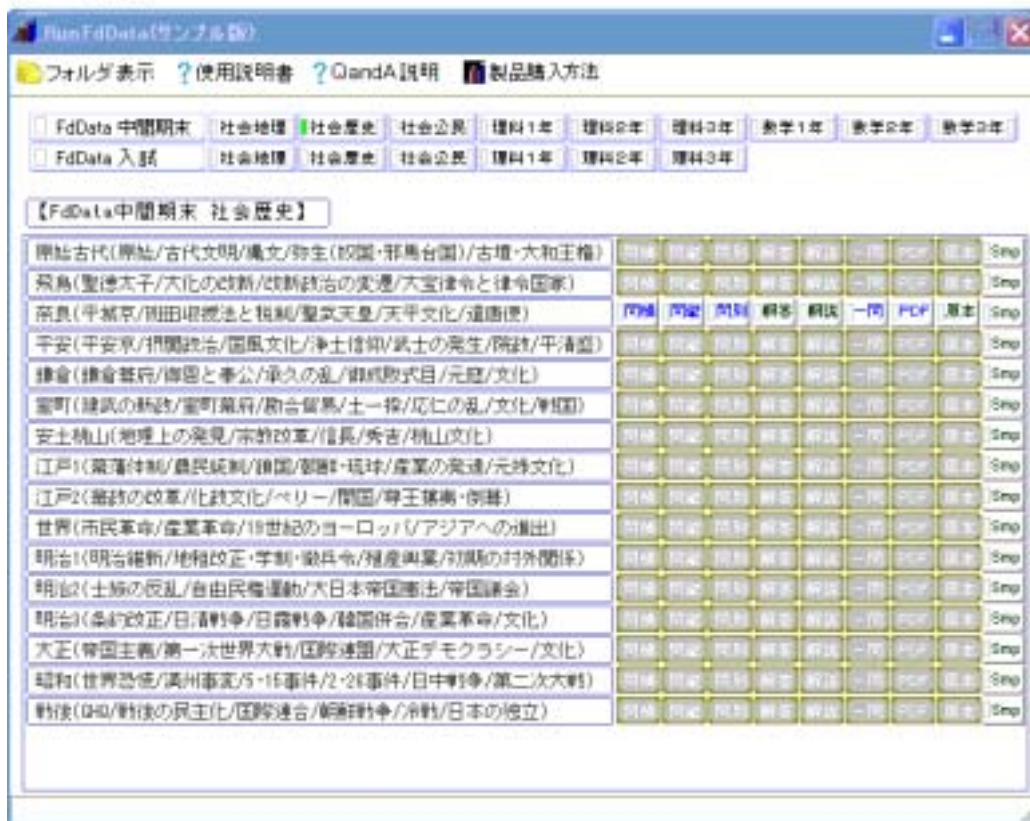 RunFdData(サンプル版)
フォルダ表示 ?使用説明書 ?QandA説明 製品購入方法
FdData 中間期末 社会地理 社会歴史 社会公民 理科1年 理科2年 理科3年 数学1年 数学2年 数学3年
FdData 入試 社会地理 社会歴史 社会公民 理科1年 理科2年 理科3年
【FdData中間期末 社会歴史】
原始古代(原始/古代文明/縄文/弥生(奴国・邪馬台国)/古墳・大和王権) Smp
飛鳥(聖徳太子/大化の改新/改新政治の変遷/大宝律令と律令国家) Smp
奈良(平城京/班田収授法と税制/聖武天皇/天平文化/遣唐使) 解答 解説 一問 PDF 原本 Smp
平安(平安京/摂関政治/国風文化/浄土信仰/武士の発生/院政/平清盛) Smp
鎌倉(鎌倉幕府/御恩と奉公/承久の乱/御成敗式目/元寇/文化) Smp
室町(建武の新政/室町幕府/勘合貿易/土一揆/応仁の乱/文化/戦国) Smp
安土桃山(地理上の発見/宗教改革/信長/秀吉/桃山文化) Smp
江戸1(幕藩体制/農民統制/鎖国/朝鮮・琉球/産業の発達/元禄文化) Smp
江戸2(幕政の改革/化政文化/ペリー/開国/尊王攘夷・倒幕) Smp
世界(市民革命/産業革命/19世紀のヨーロッパ/アジアへの進出) Smp
明治1(明治維新/地租改正・学制・徴兵令/殖産興業/初期の対外関係) Smp
明治2(士族の反乱/自由民権運動/大日本帝国憲法/帝国議会) Smp
明治3(条約改正/日清戦争/日露戦争/韓国併合/産業革命/文化) Smp
大正(帝国主義/第一次世界大戦/国際連盟/大正デモクラシー/文化) Smp
昭和(世界恐慌/満州事変/5・15事件/2・26事件/日中戦争/第二次大戦) Smp
戦後(GHQ/戦後の民主化/国際連合/朝鮮戦争/冷戦/日本の独立) Smp